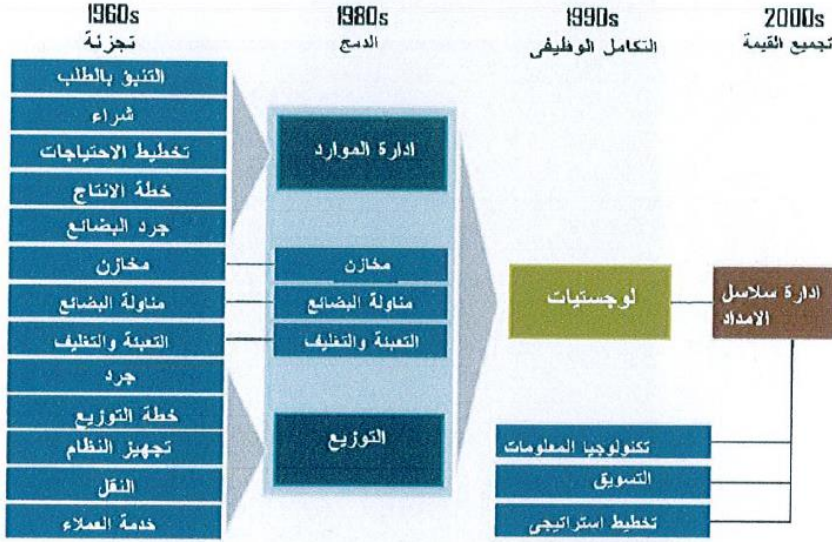 1960s
تجزئة
التنبؤ بالطلب
شراء
تخطيط الاحتياجات
خطة الانتاج
جرد البضائع
مخازن
مناولة البضائع
التعبئة والتغليف
جرد
خطة التوزيع
تجهيز النظام
النقل
خدمة العملاء
1980s
الدمج
ادارة الموارد
مخازن
مناولة البضائع
التعبئة والتغليف
التوزيع
1990s
التكامل الوظيفى
لوجستيات
تكنولوجيا المعلومات
التسويق
تخطيط استراتيجى
2000s
تجميع القيمة
ادارة سلاسل
الامداد